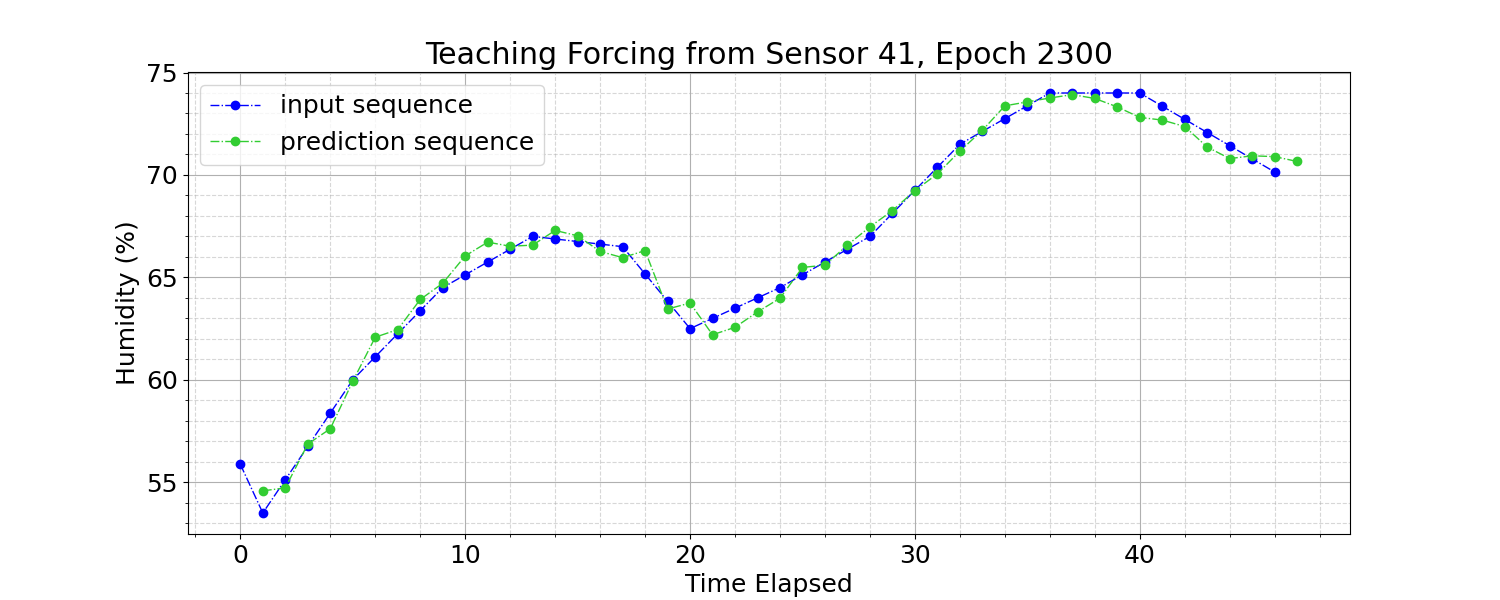 Teaching Forcing from Sensor 41, Epoch 2300
input sequence
prediction sequence
Humidity (%)
75
70
65
60
55
0 10 20 30 40
Time Elapsed